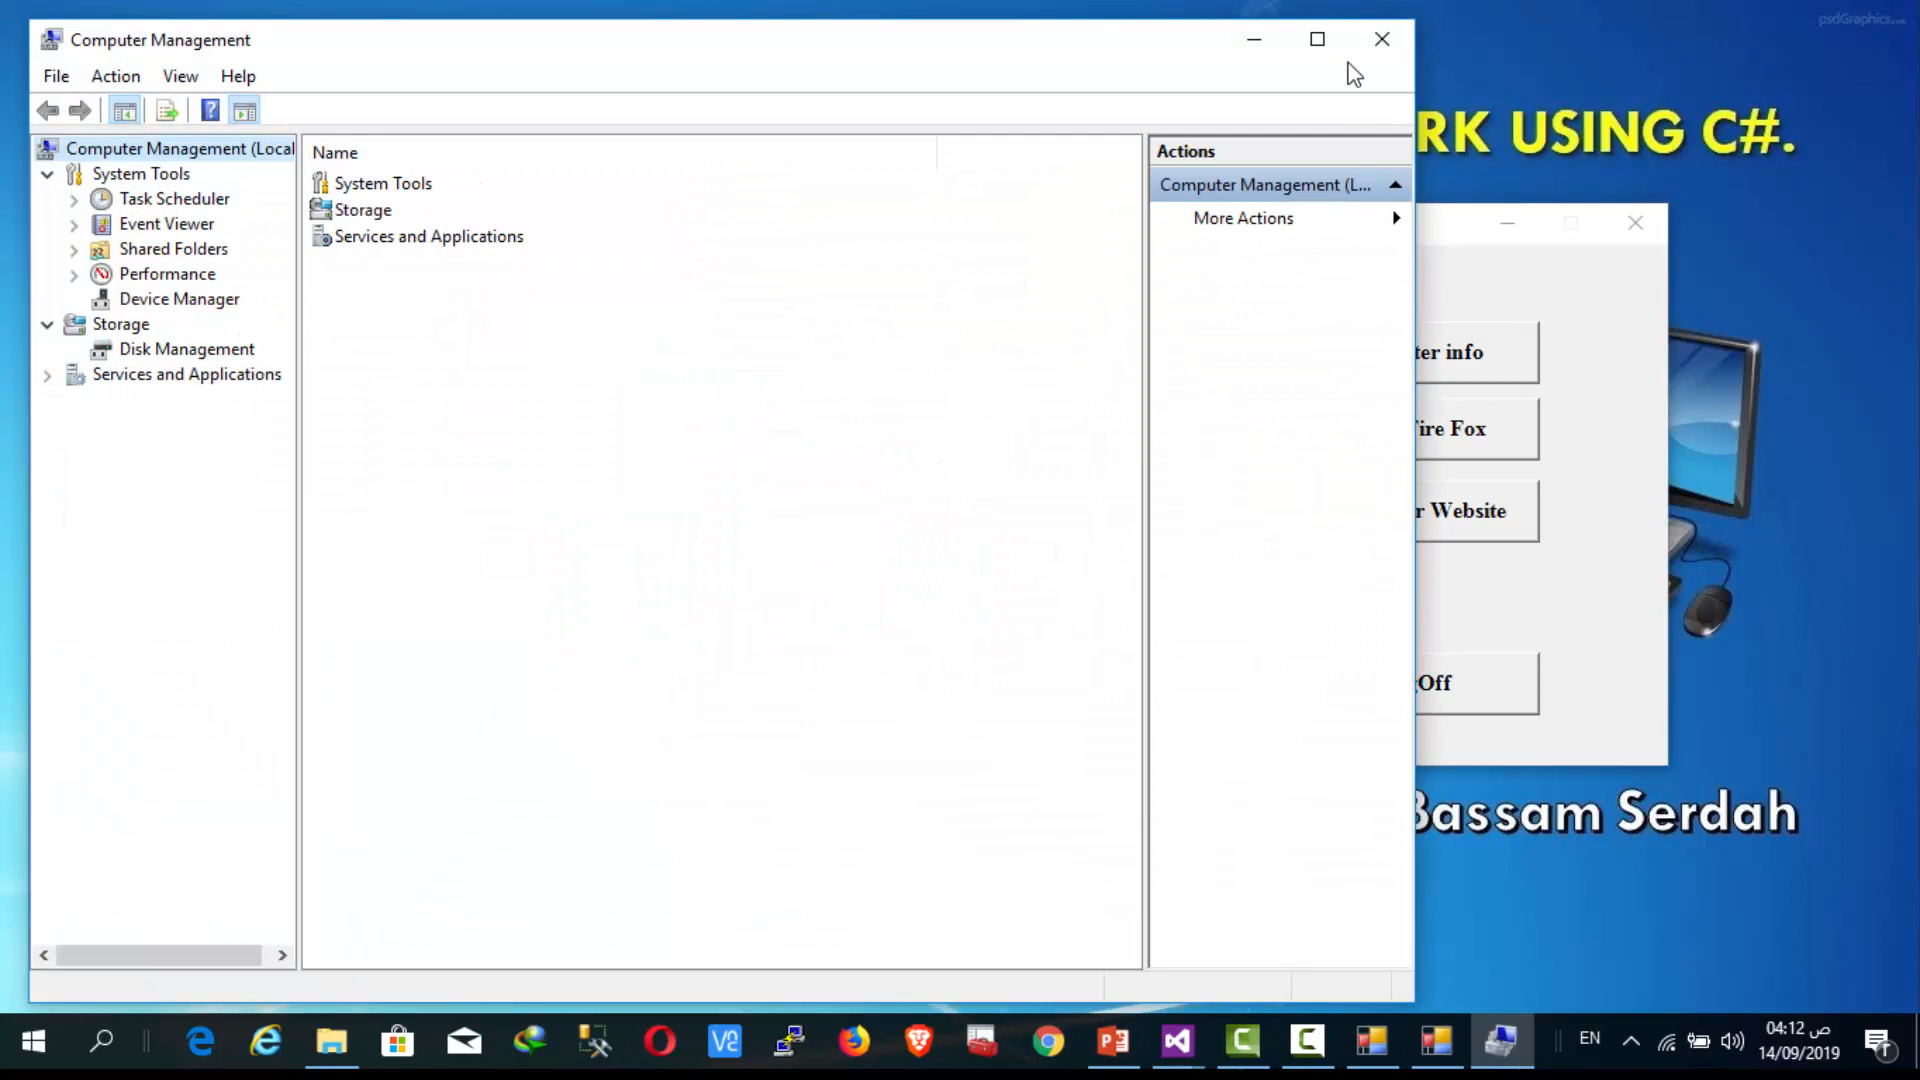 psdGraphics.com
Computer Management
File Action View Help
Computer Management (Local
System Tools
Task Scheduler
Event Viewer
Shared Folders
Performance
Device Manager
Storage
Disk Management
Services and Applications
Name
System Tools
Storage
Services and Applications
Actions
Computer Management (L...
More Actions
RK USING C#.
ter info
ire Fox
r Website
Off
Bassam Serdah
EN
04:12 ص
14/09/2019